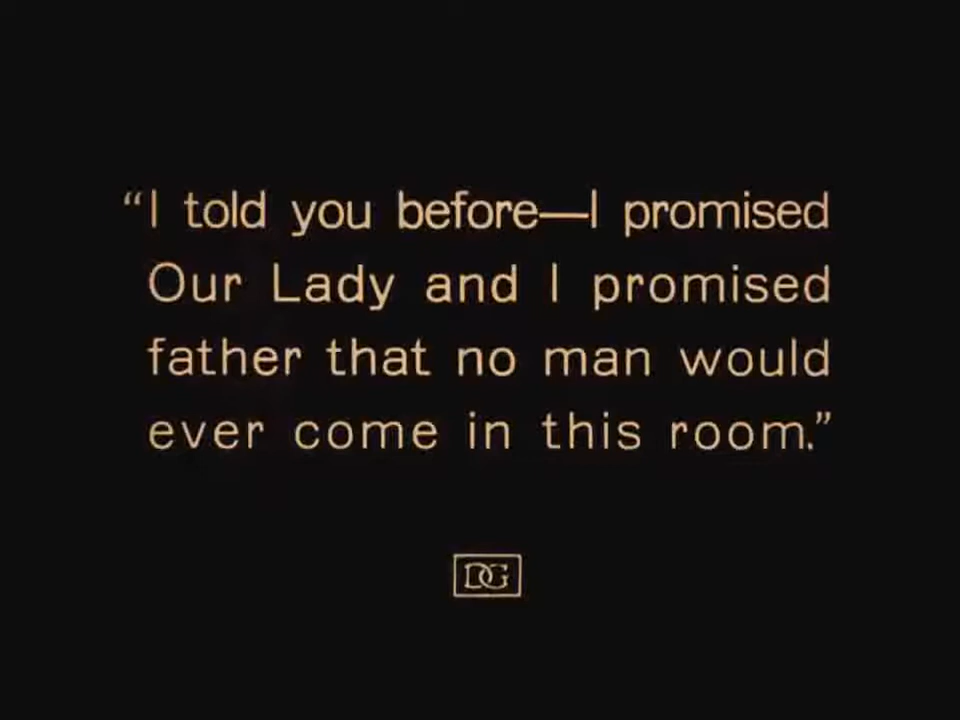 “I told you before—I promised
Our Lady and I promised
father that no man would
ever come in this room.”
DG